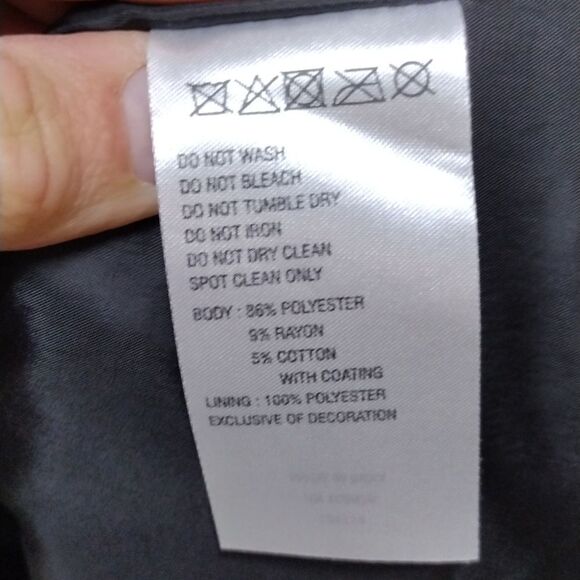 DO NOT WASH
DO NOT BLEACH
DO NOT TUMBLE DRY
DO NOT IRON
DO NOT DRY CLEAN
SPOT CLEAN ONLY
BODY : 86% POLYESTER
9% RAYON
5% COTTON
WITH COATING
LINING : 100% POLYESTER
EXCLUSIVE OF DECORATION